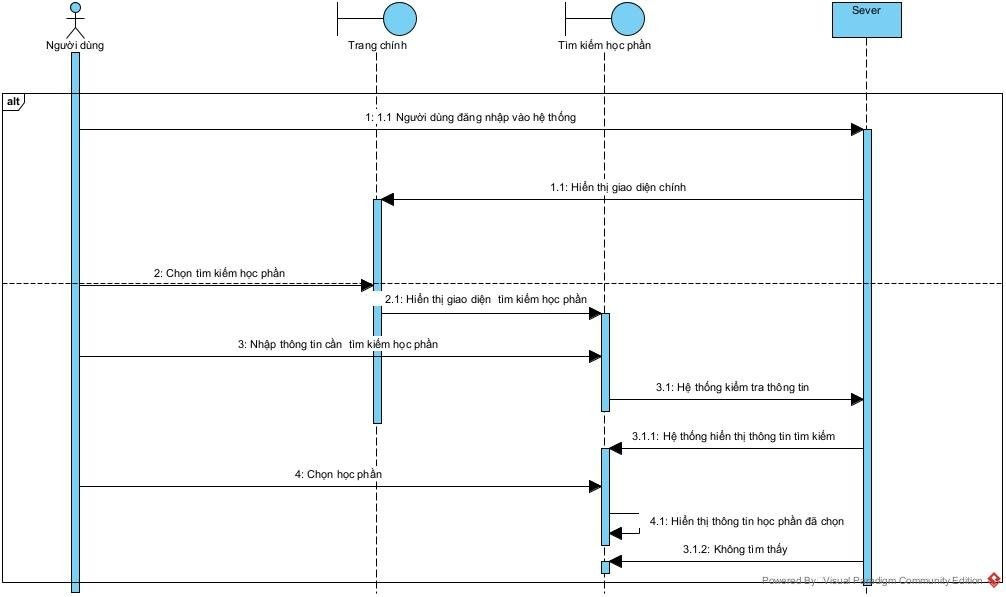 Người dùng
Trang chính
Tìm kiếm học phần
Sever
alt
1: 1.1 Người dùng đăng nhập vào hệ thống
1.1: Hiển thị giao diện chính
2: Chọn tìm kiếm học phần
2.1: Hiển thị giao diện tìm kiếm học phần
3: Nhập thông tin cần tìm kiếm học phần
3.1: Hệ thống kiểm tra thông tin
3.1.1: Hệ thống hiển thị thông tin tìm kiếm
4: Chọn học phần
4.1: Hiển thị thông tin học phần đã chọn
3.1.2: Không tìm thấy
Powered By: Visual Paradigm Community Edition